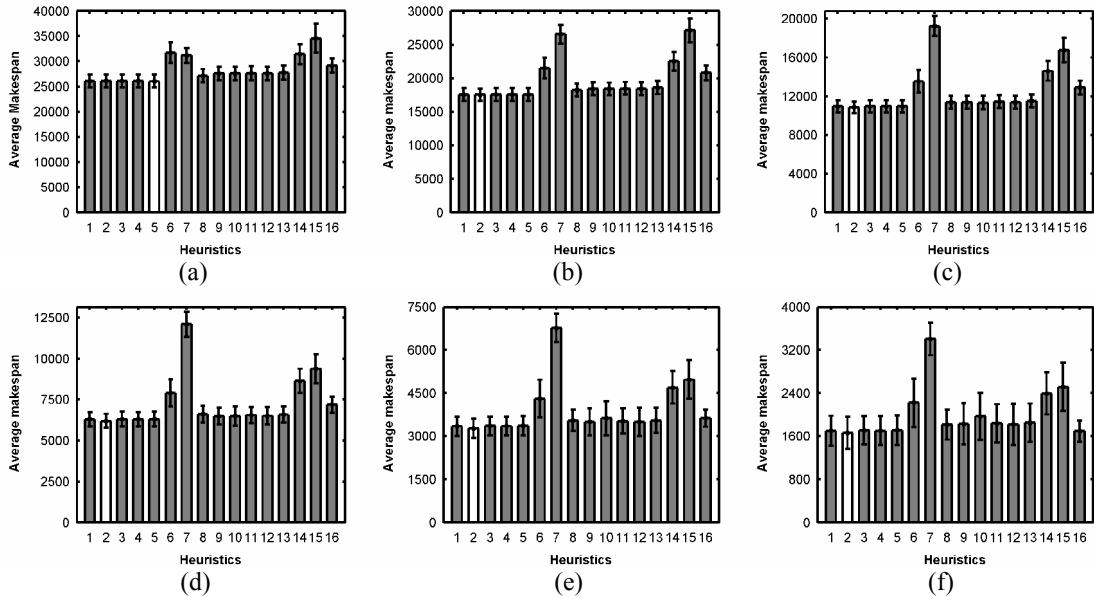 Average Makespan
40000
35000
30000
25000
20000
15000
10000
5000
0
1 2 3 4 5 6 7 8 9 10 11 12 13 14 15 16
Heuristics
(a)
Average makespan
30000
25000
20000
15000
10000
5000
0
1 2 3 4 5 6 7 8 9 10 11 12 13 14 15 16
Heuristics
(b)
Average makespan
20000
16000
12000
8000
4000
0
1 2 3 4 5 6 7 8 9 10 11 12 13 14 15 16
Heuristics
(c)
Average makespan
12500
10000
7500
5000
2500
0
1 2 3 4 5 6 7 8 9 10 11 12 13 14 15 16
Heuristics
(d)
Average makespan
7500
6000
4500
3000
1500
0
1 2 3 4 5 6 7 8 9 10 11 12 13 14 15 16
Heuristics
(e)
Average makespan
4000
3200
2400
1600
800
0
1 2 3 4 5 6 7 8 9 10 11 12 13 14 15 16
Heuristics
(f)